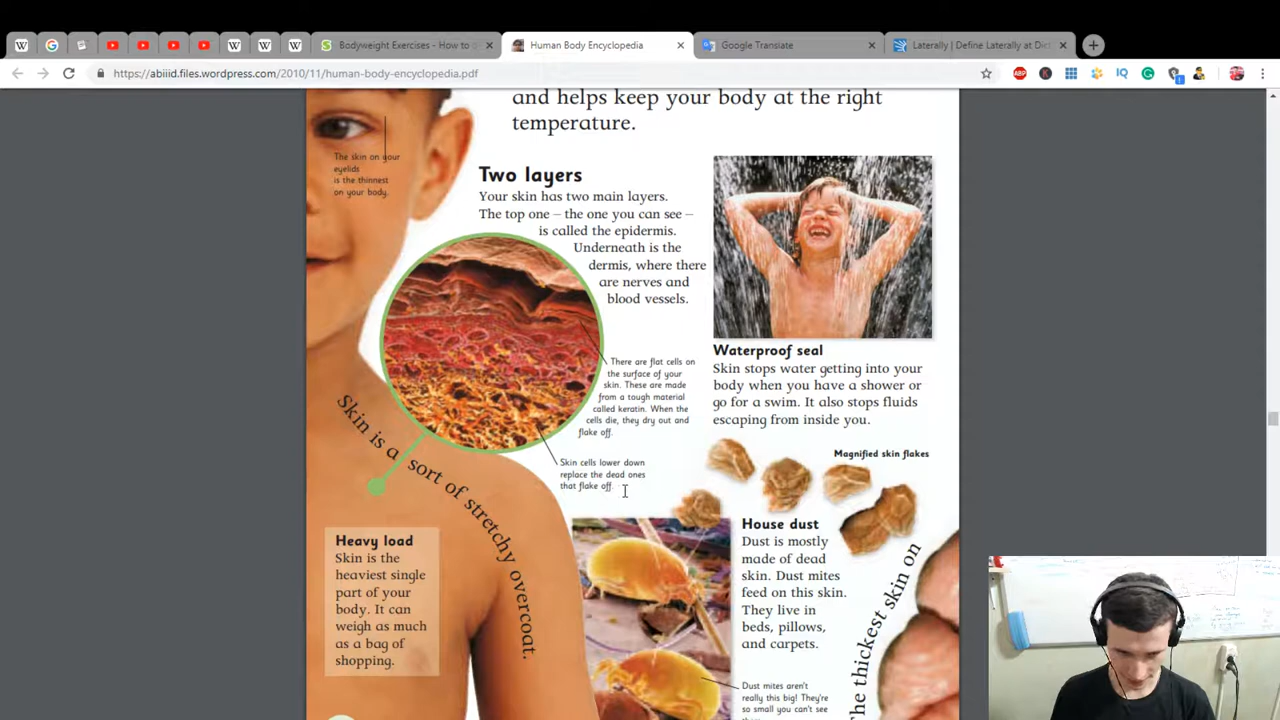 Bodyweight Exercises - How to
Human Body Encyclopedia
Google Translate
Laterally | Define Laterally at Dict
https://abiiid.files.wordpress.com/2010/11/human-body-encyclopedia.pdf
and helps keep your body at the right
temperature.
The skin on your
eyelids
is the thinnest
on your body.
Two layers
Your skin has two main layers.
The top one – the one you can see –
is called the epidermis.
Underneath is the
dermis, where there
are nerves and
blood vessels.
There are flat cells on
the surface of your
skin. These are made
from a tough material
called keratin. When the
cells die, they dry out and
flake off.
Skin cells lower down
replace the dead ones
that flake off.
Waterproof seal
Skin stops water getting into your
body when you have a shower or
go for a swim. It also stops fluids
escaping from inside you.
Magnified skin flakes
Skin is a sort of stretchy overcoat.
Heavy load
Skin is the
heaviest single
part of your
body. It can
weigh as much
as a bag of
shopping.
House dust
Dust is mostly
made of dead
skin. Dust mites
feed on this skin.
They live in
beds, pillows,
and carpets.
Dust mites aren't
really this big! They're
so small you can't see
The thickest skin on